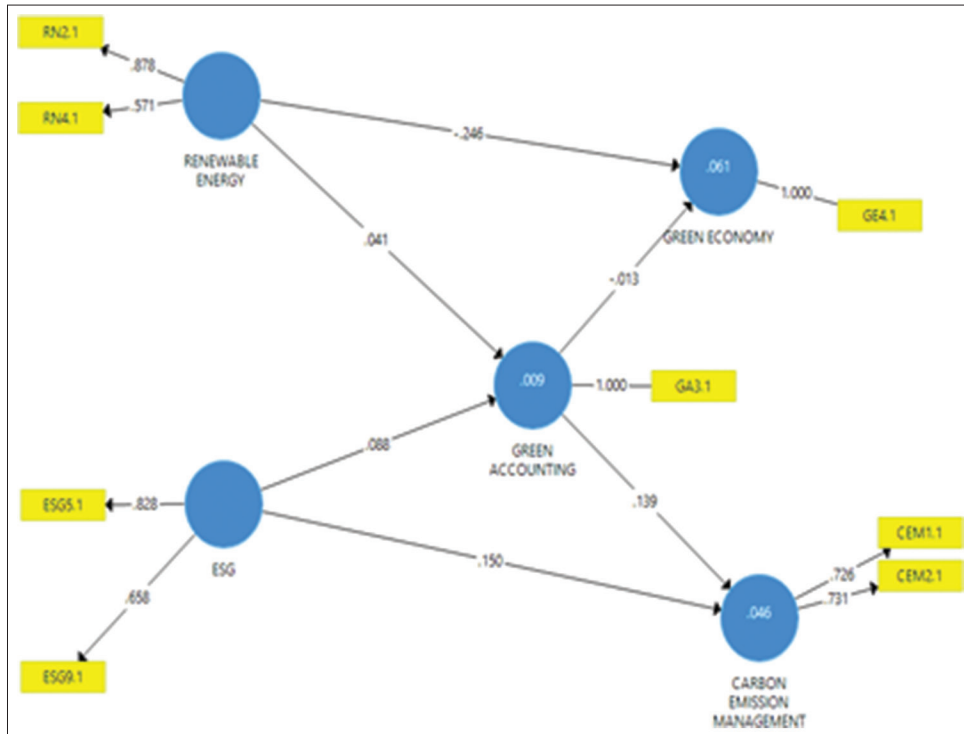 RN2.1
.878
RN4.1
.571
RENEWABLE
ENERGY
-.246
.061
1.000
GE4.1
GREEN ECONOMY
.041
-.013
.009
1.000
GA3.1
GREEN
ACCOUNTING
.088
.139
ESG5.1
.828
ESG
.150
.658
ESG9.1
CEM1.1
.726
CEM2.1
.731
.046
CARBON
EMISSION
MANAGEMENT